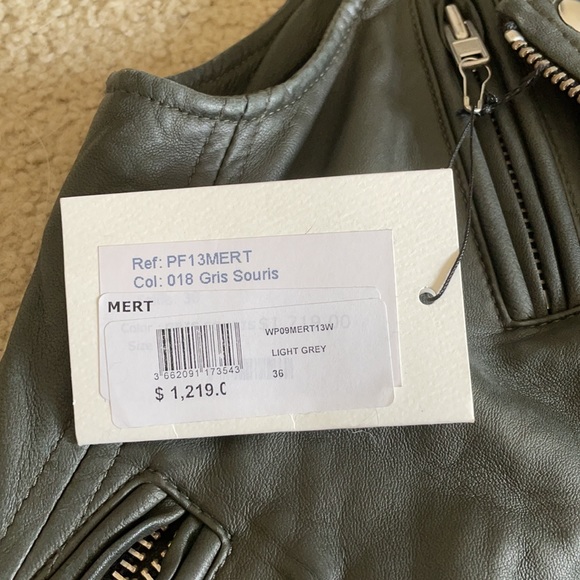 Ref: PF13MERT
Col: 018 Gris Souris
MERT
WP09MERT13W
LIGHT GREY
3 662091 173543
36
$ 1,219.0